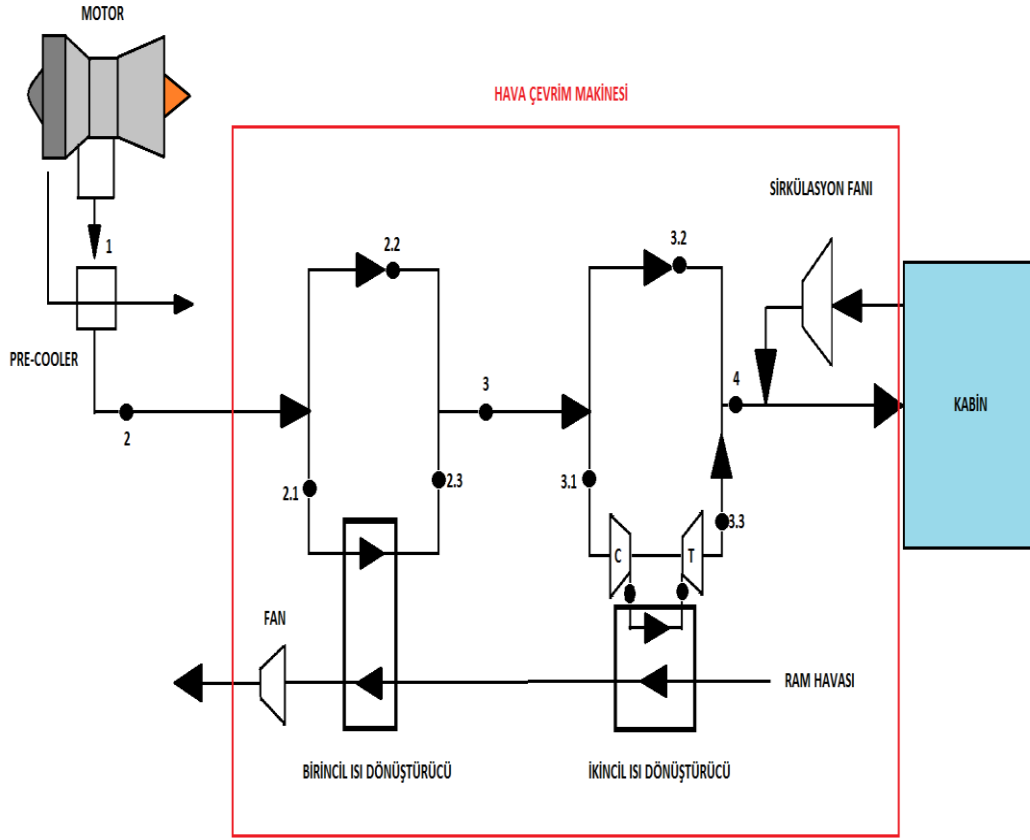 MOTOR
HAVA ÇEVRİM MAKİNESİ
SİRKÜLASYON FANI
1
2.2
3.2
PRE-COOLER
2
3
4
KABİN
2.1
2.3
3.1
3.3
C
T
FAN
RAM HAVASI
BİRİNCİL ISI DÖNÜŞTÜRÜCÜ
İKİNCİL ISI DÖNÜŞTÜRÜCÜ